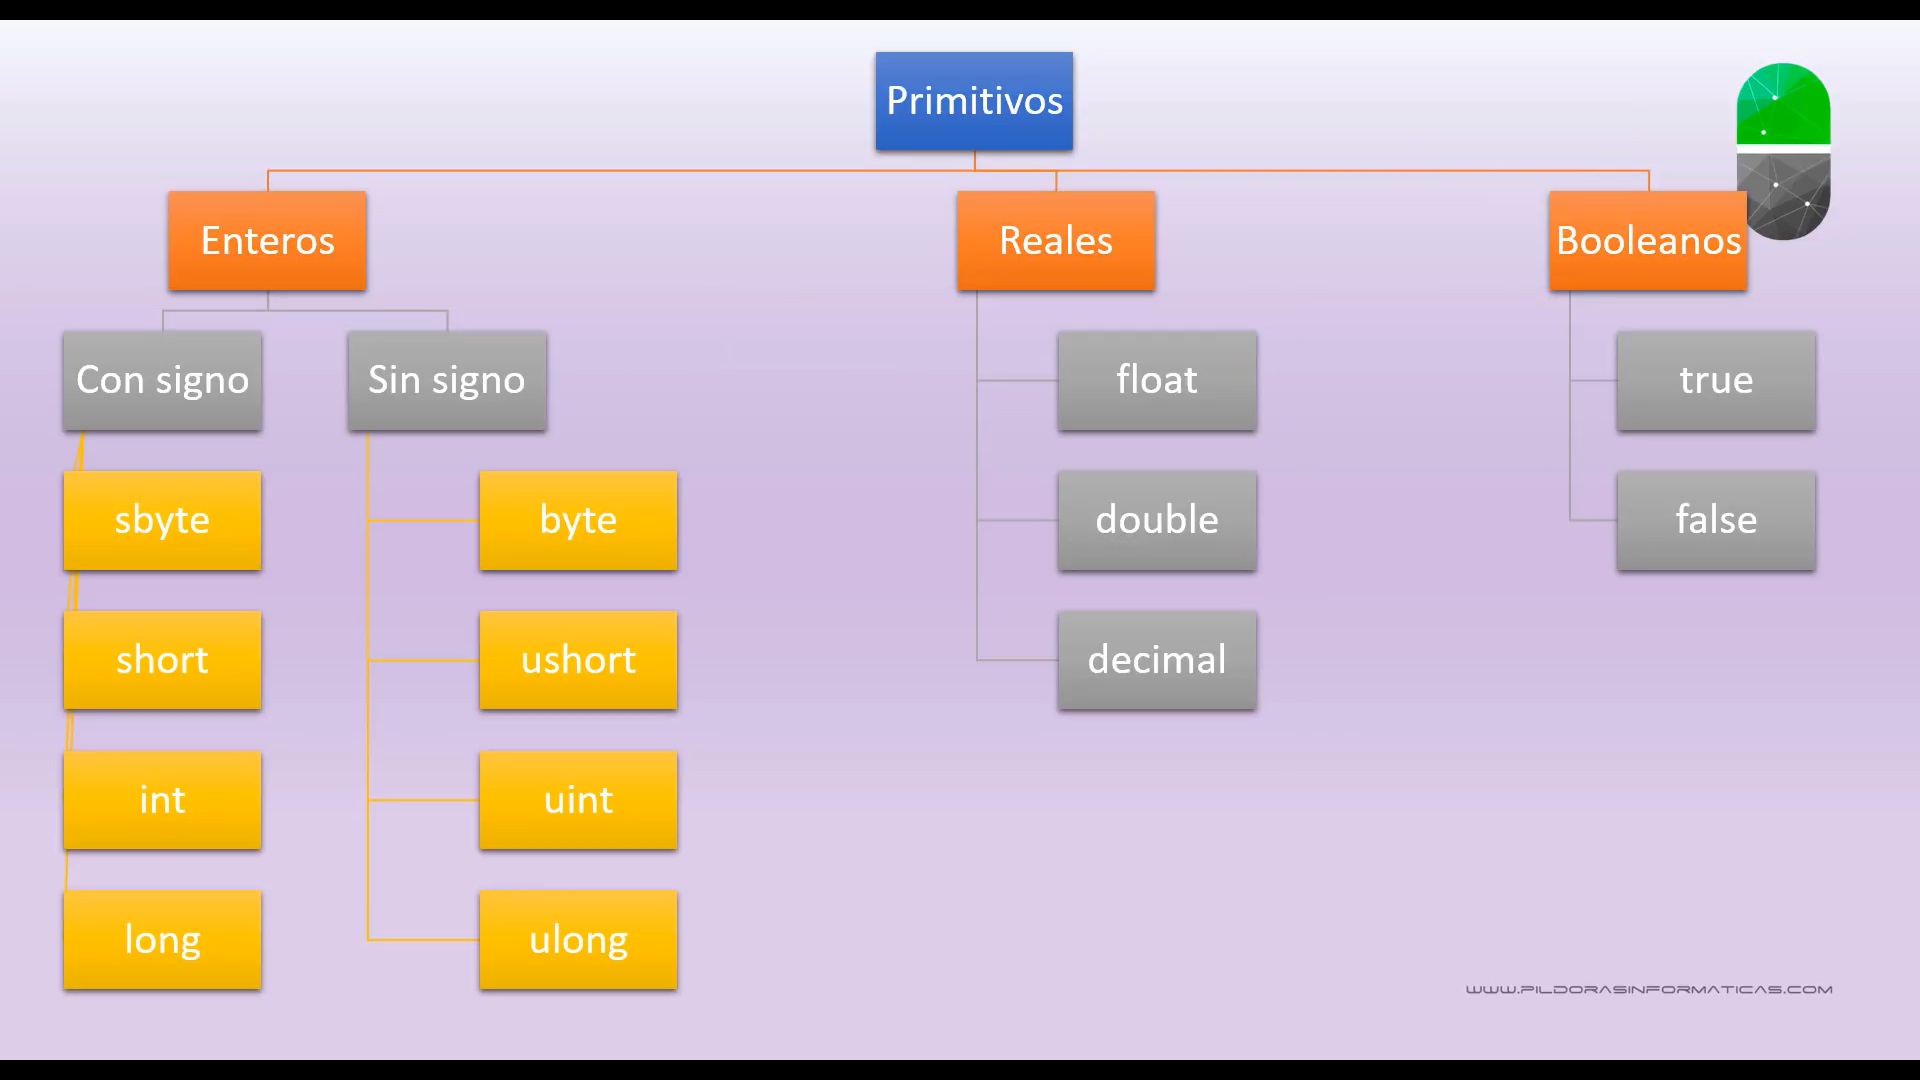 Primitivos
Enteros
Reales
Booleanos
Con signo
Sin signo
float
true
sbyte
byte
double
false
short
ushort
decimal
int
uint
long
ulong
WWW.PILDORASINFORMATICAS.COM